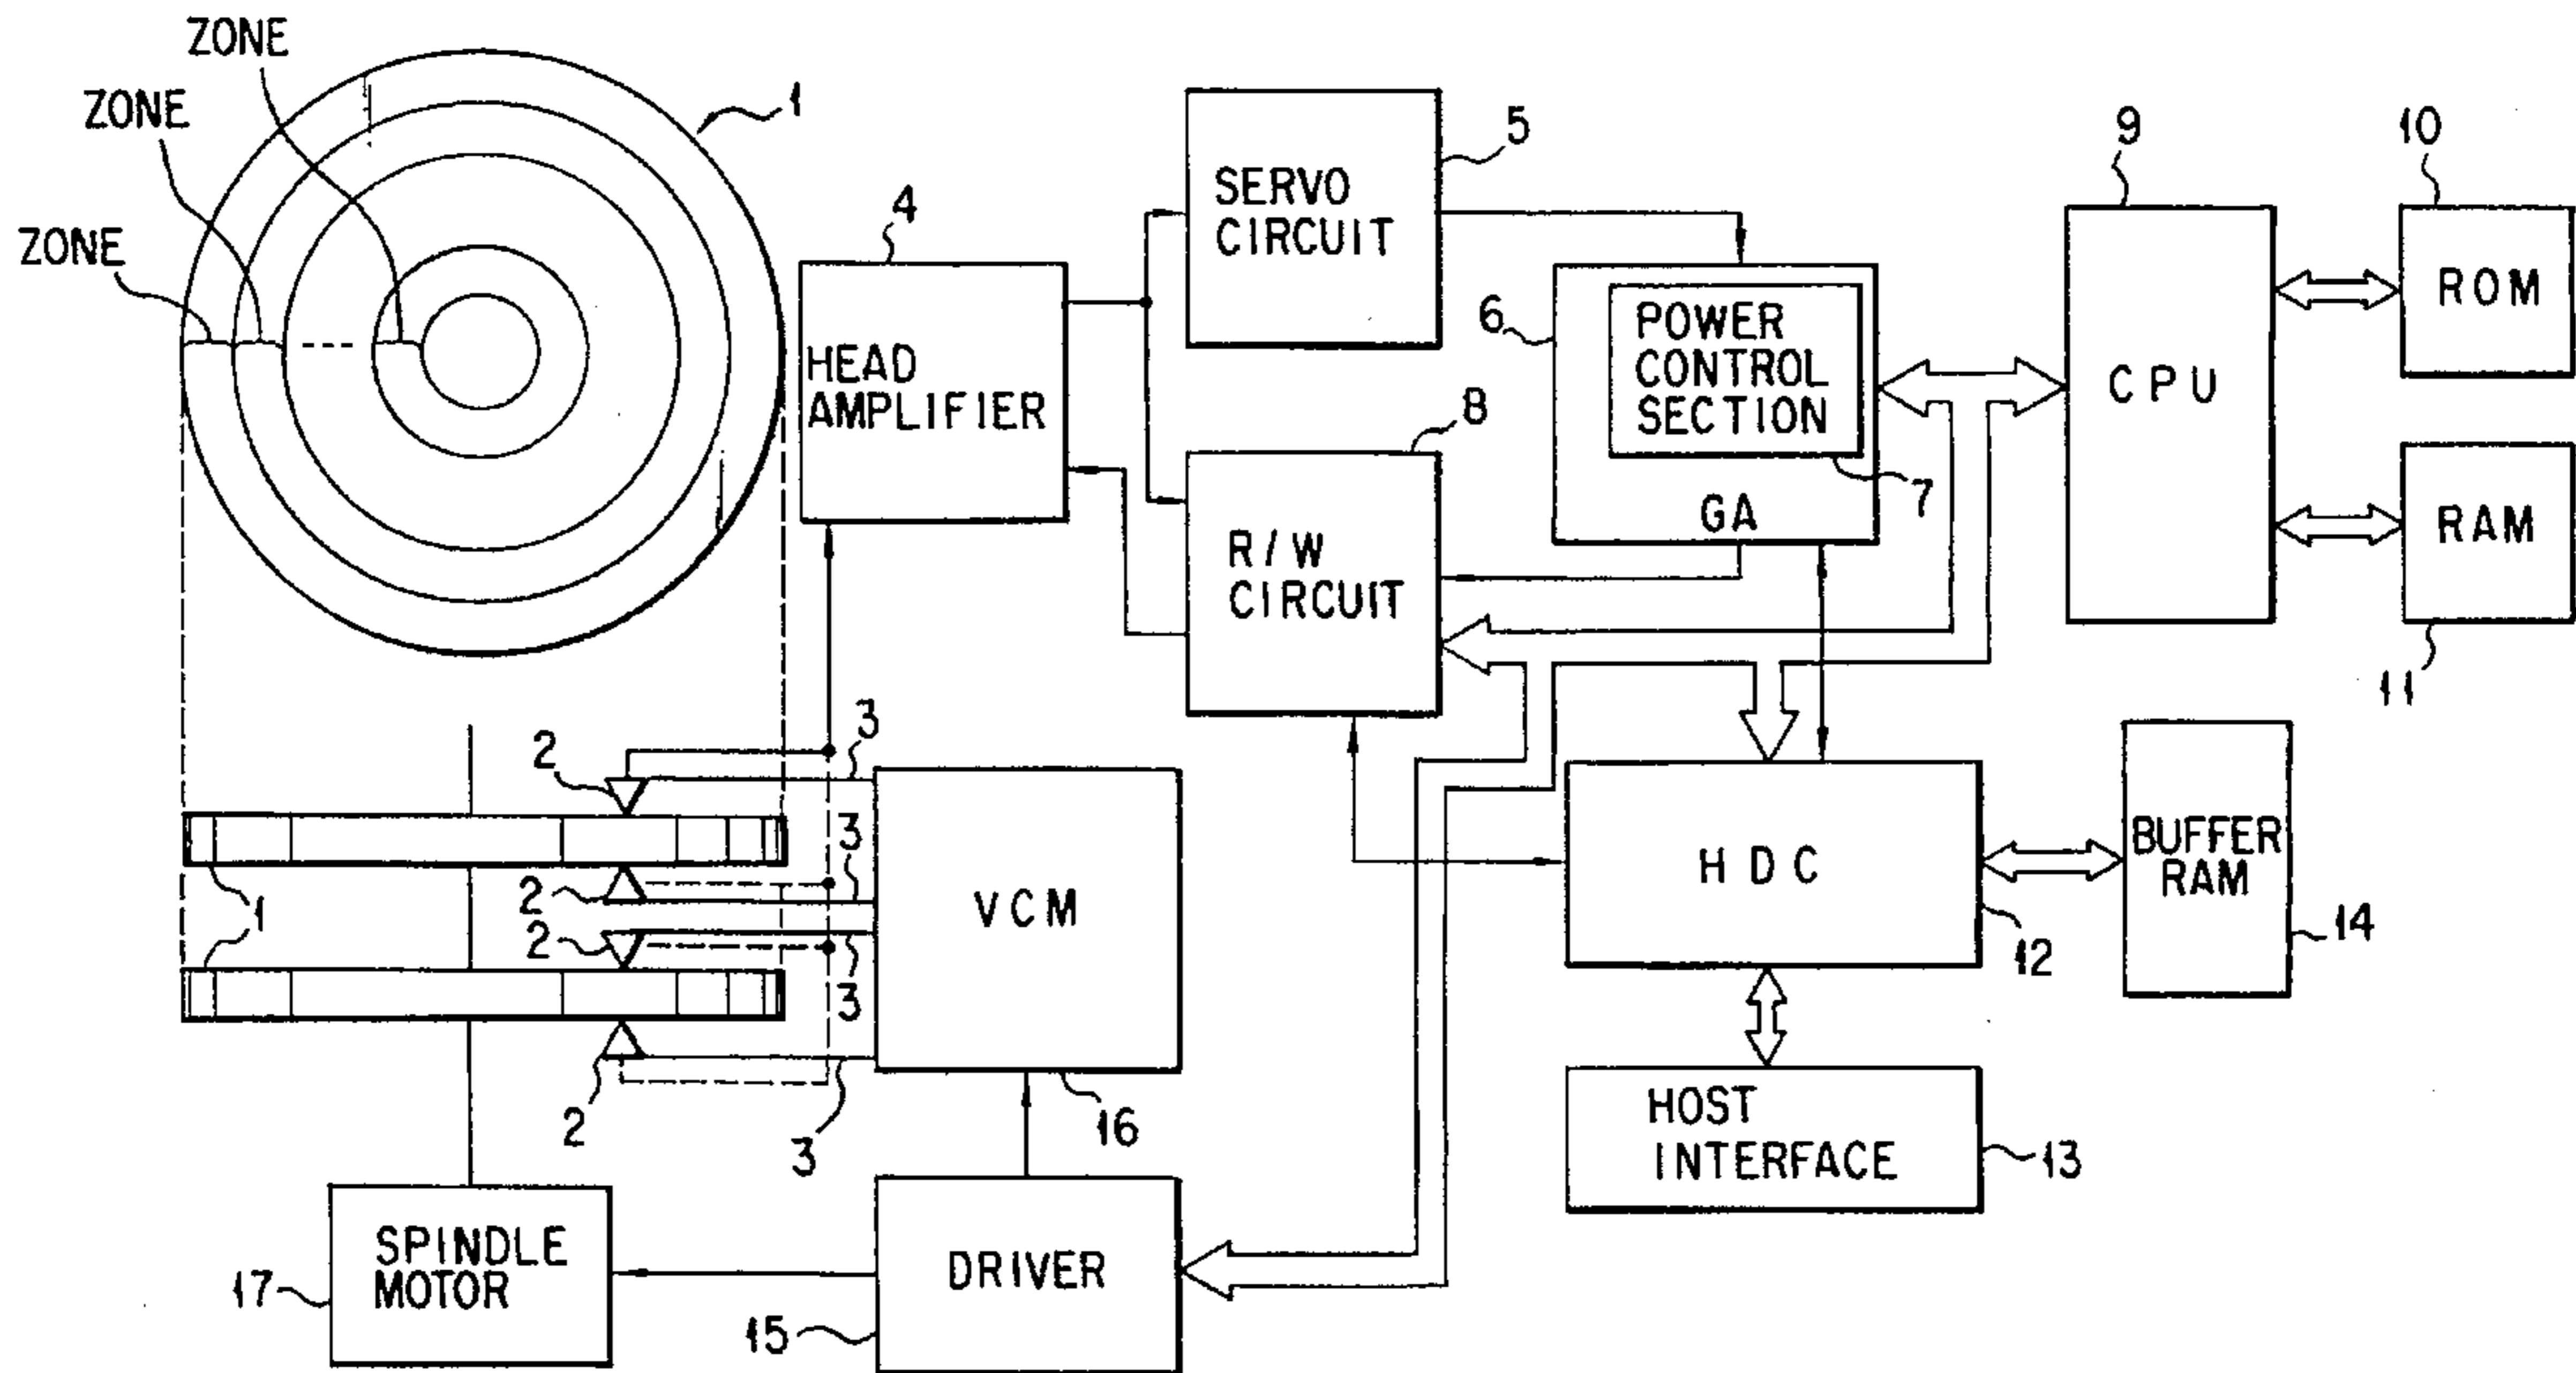 ZONE
ZONE
ZONE
1
4
HEAD
AMPLIFIER
5
SERVO
CIRCUIT
6
POWER
CONTROL
SECTION
7
GA
8
R/W
CIRCUIT
9
CPU
10
ROM
RAM
11
2
3
1
2
3
2
3
3
2
3
VCM
16
HDC
12
BUFFER
RAM
14
HOST
INTERFACE
13
SPINDLE
MOTOR
17
DRIVER
15